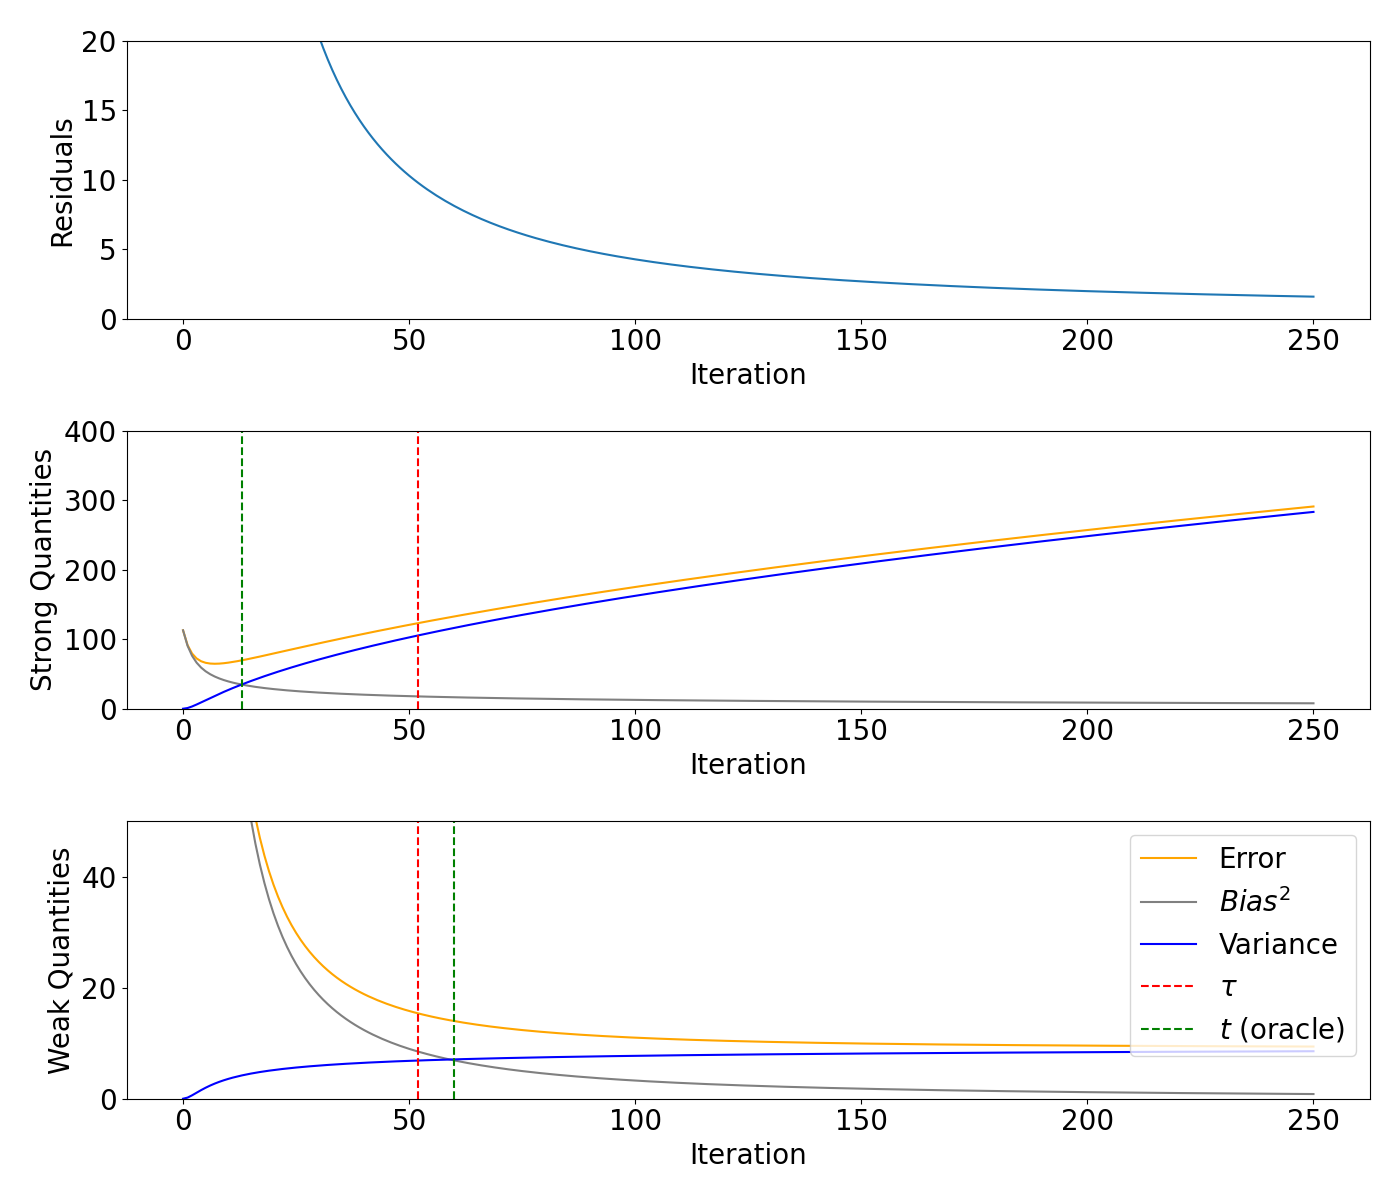 20
15
10
5
0
Residuals
0 50 100 150 200 250
Iteration
400
300
200
100
0
Strong Quantities
0 50 100 150 200 250
Iteration
40
20
0
Weak Quantities
Error
Bias²
Variance
τ
t (oracle)
0 50 100 150 200 250
Iteration